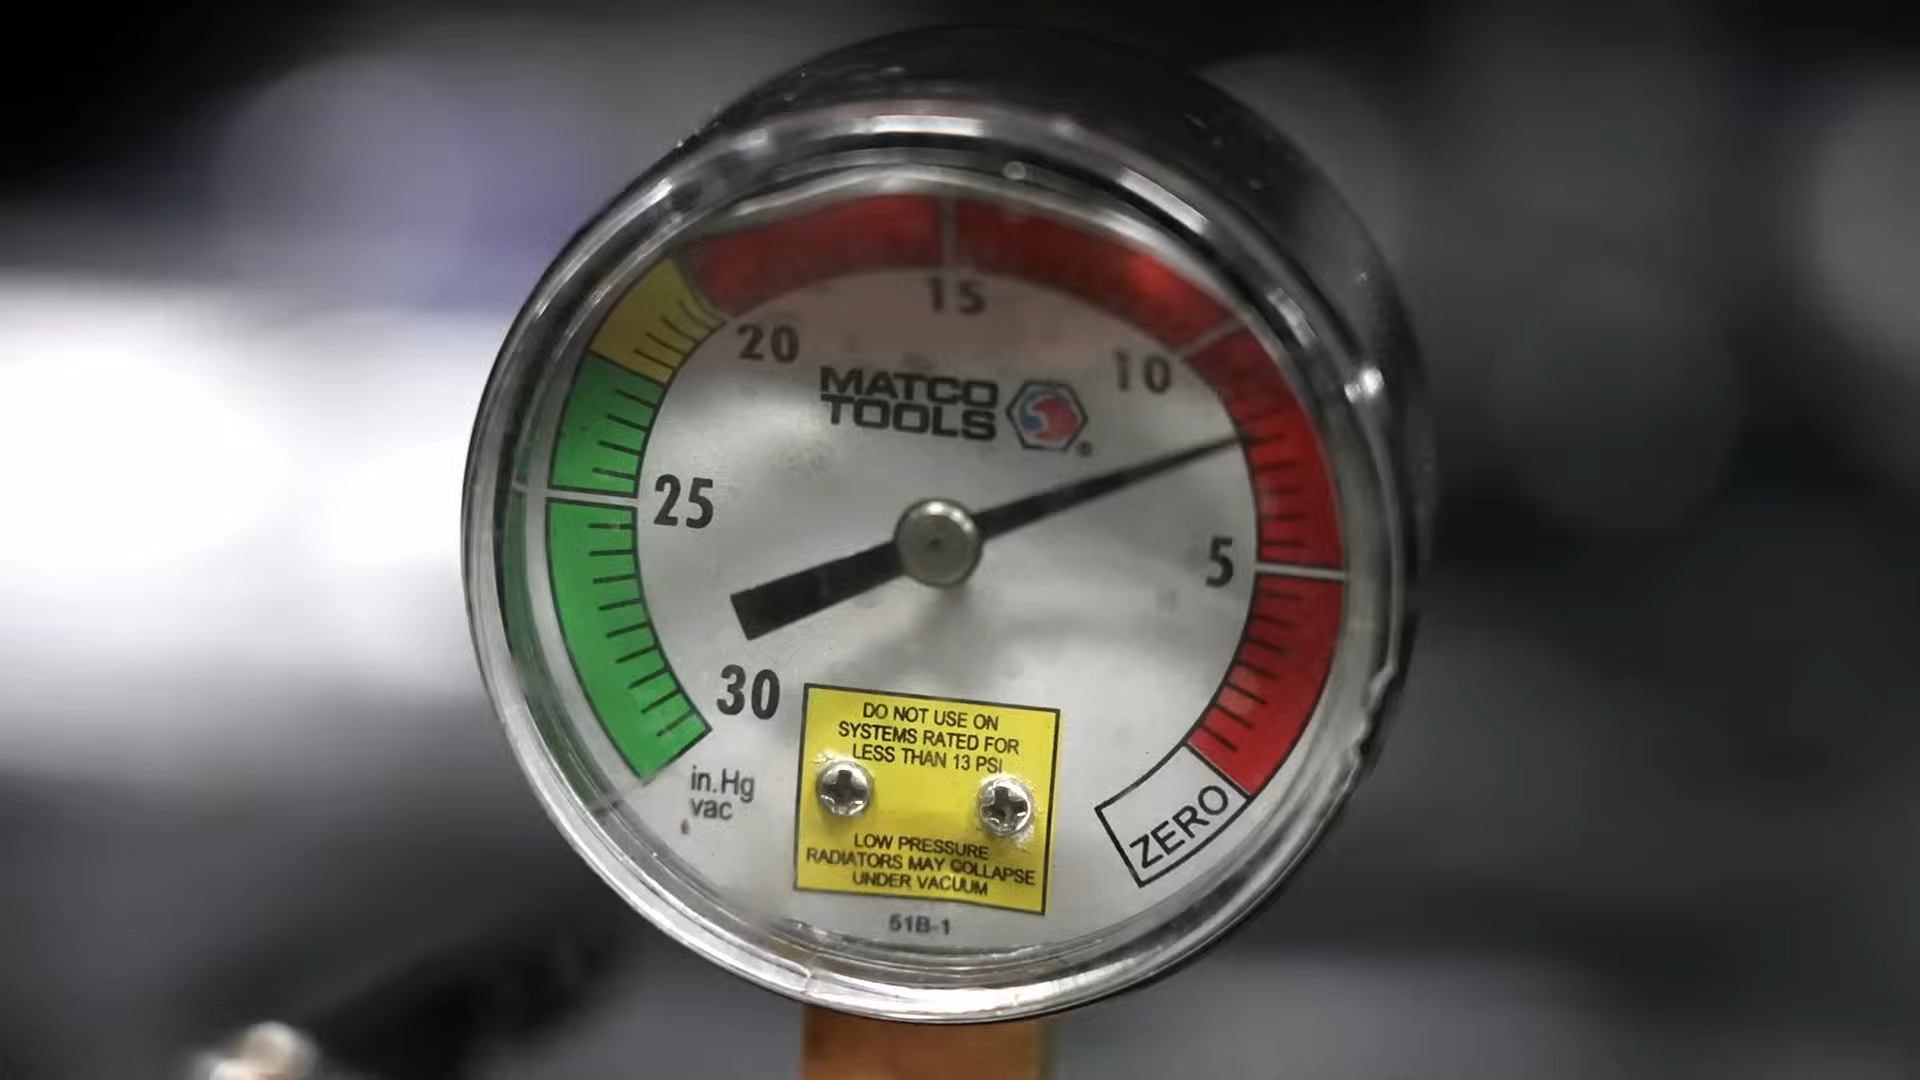 15
20
10
MATCO
TOOLS
®
25
5
30
in.Hg
vac
DO NOT USE ON
SYSTEMS RATED FOR
LESS THAN 13 PSI
LOW PRESSURE
RADIATORS MAY COLLAPSE
UNDER VACUUM
ZERO
51B-1